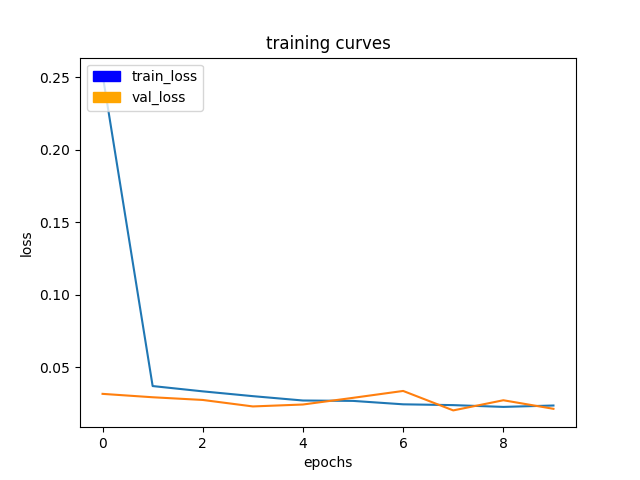 training curves
train_loss
val_loss
0.25
0.20
0.15
0.10
0.05
loss
0 2 4 6 8
epochs